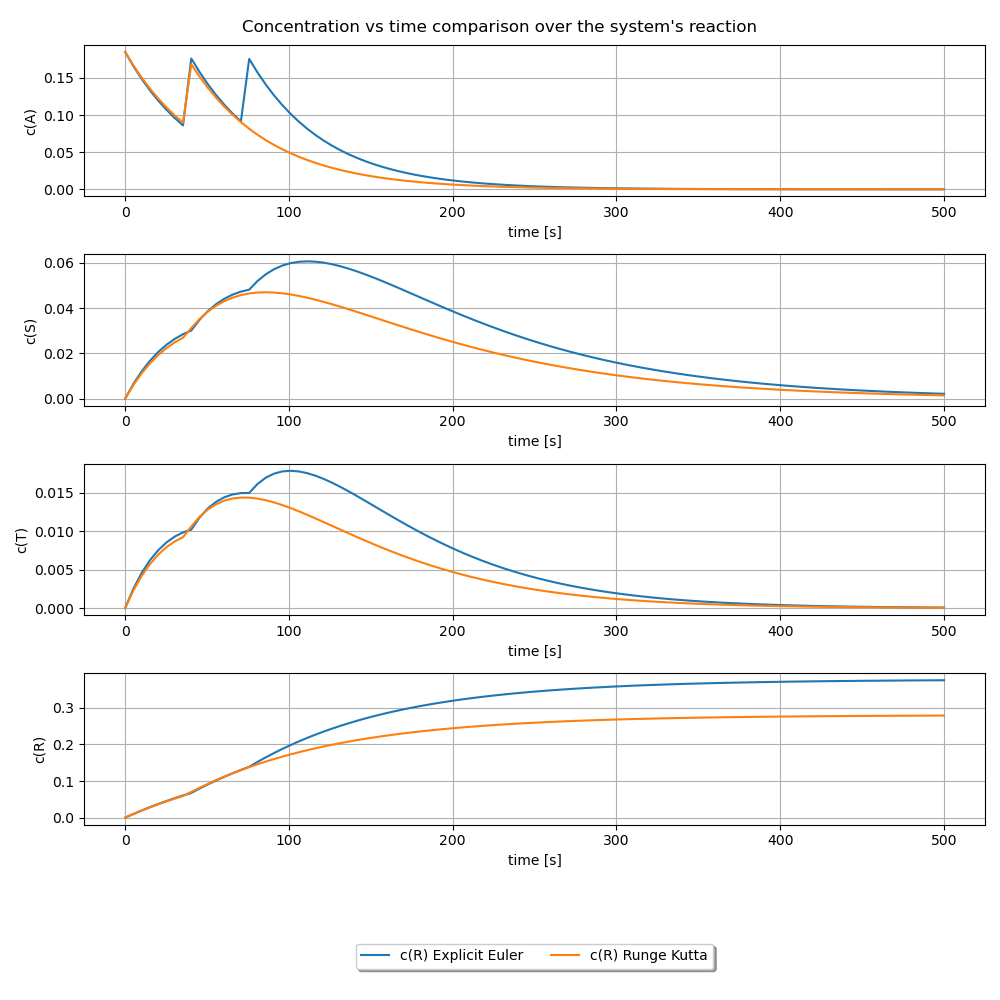 Concentration vs time comparison over the system's reaction
c(A)
0.15
0.10
0.05
0.00
0 100 200 300 400 500
time [s]
c(S)
0.06
0.04
0.02
0.00
0 100 200 300 400 500
time [s]
c(T)
0.015
0.010
0.005
0.000
0 100 200 300 400 500
time [s]
c(R)
0.3
0.2
0.1
0.0
0 100 200 300 400 500
time [s]
c(R) Explicit Euler c(R) Runge Kutta